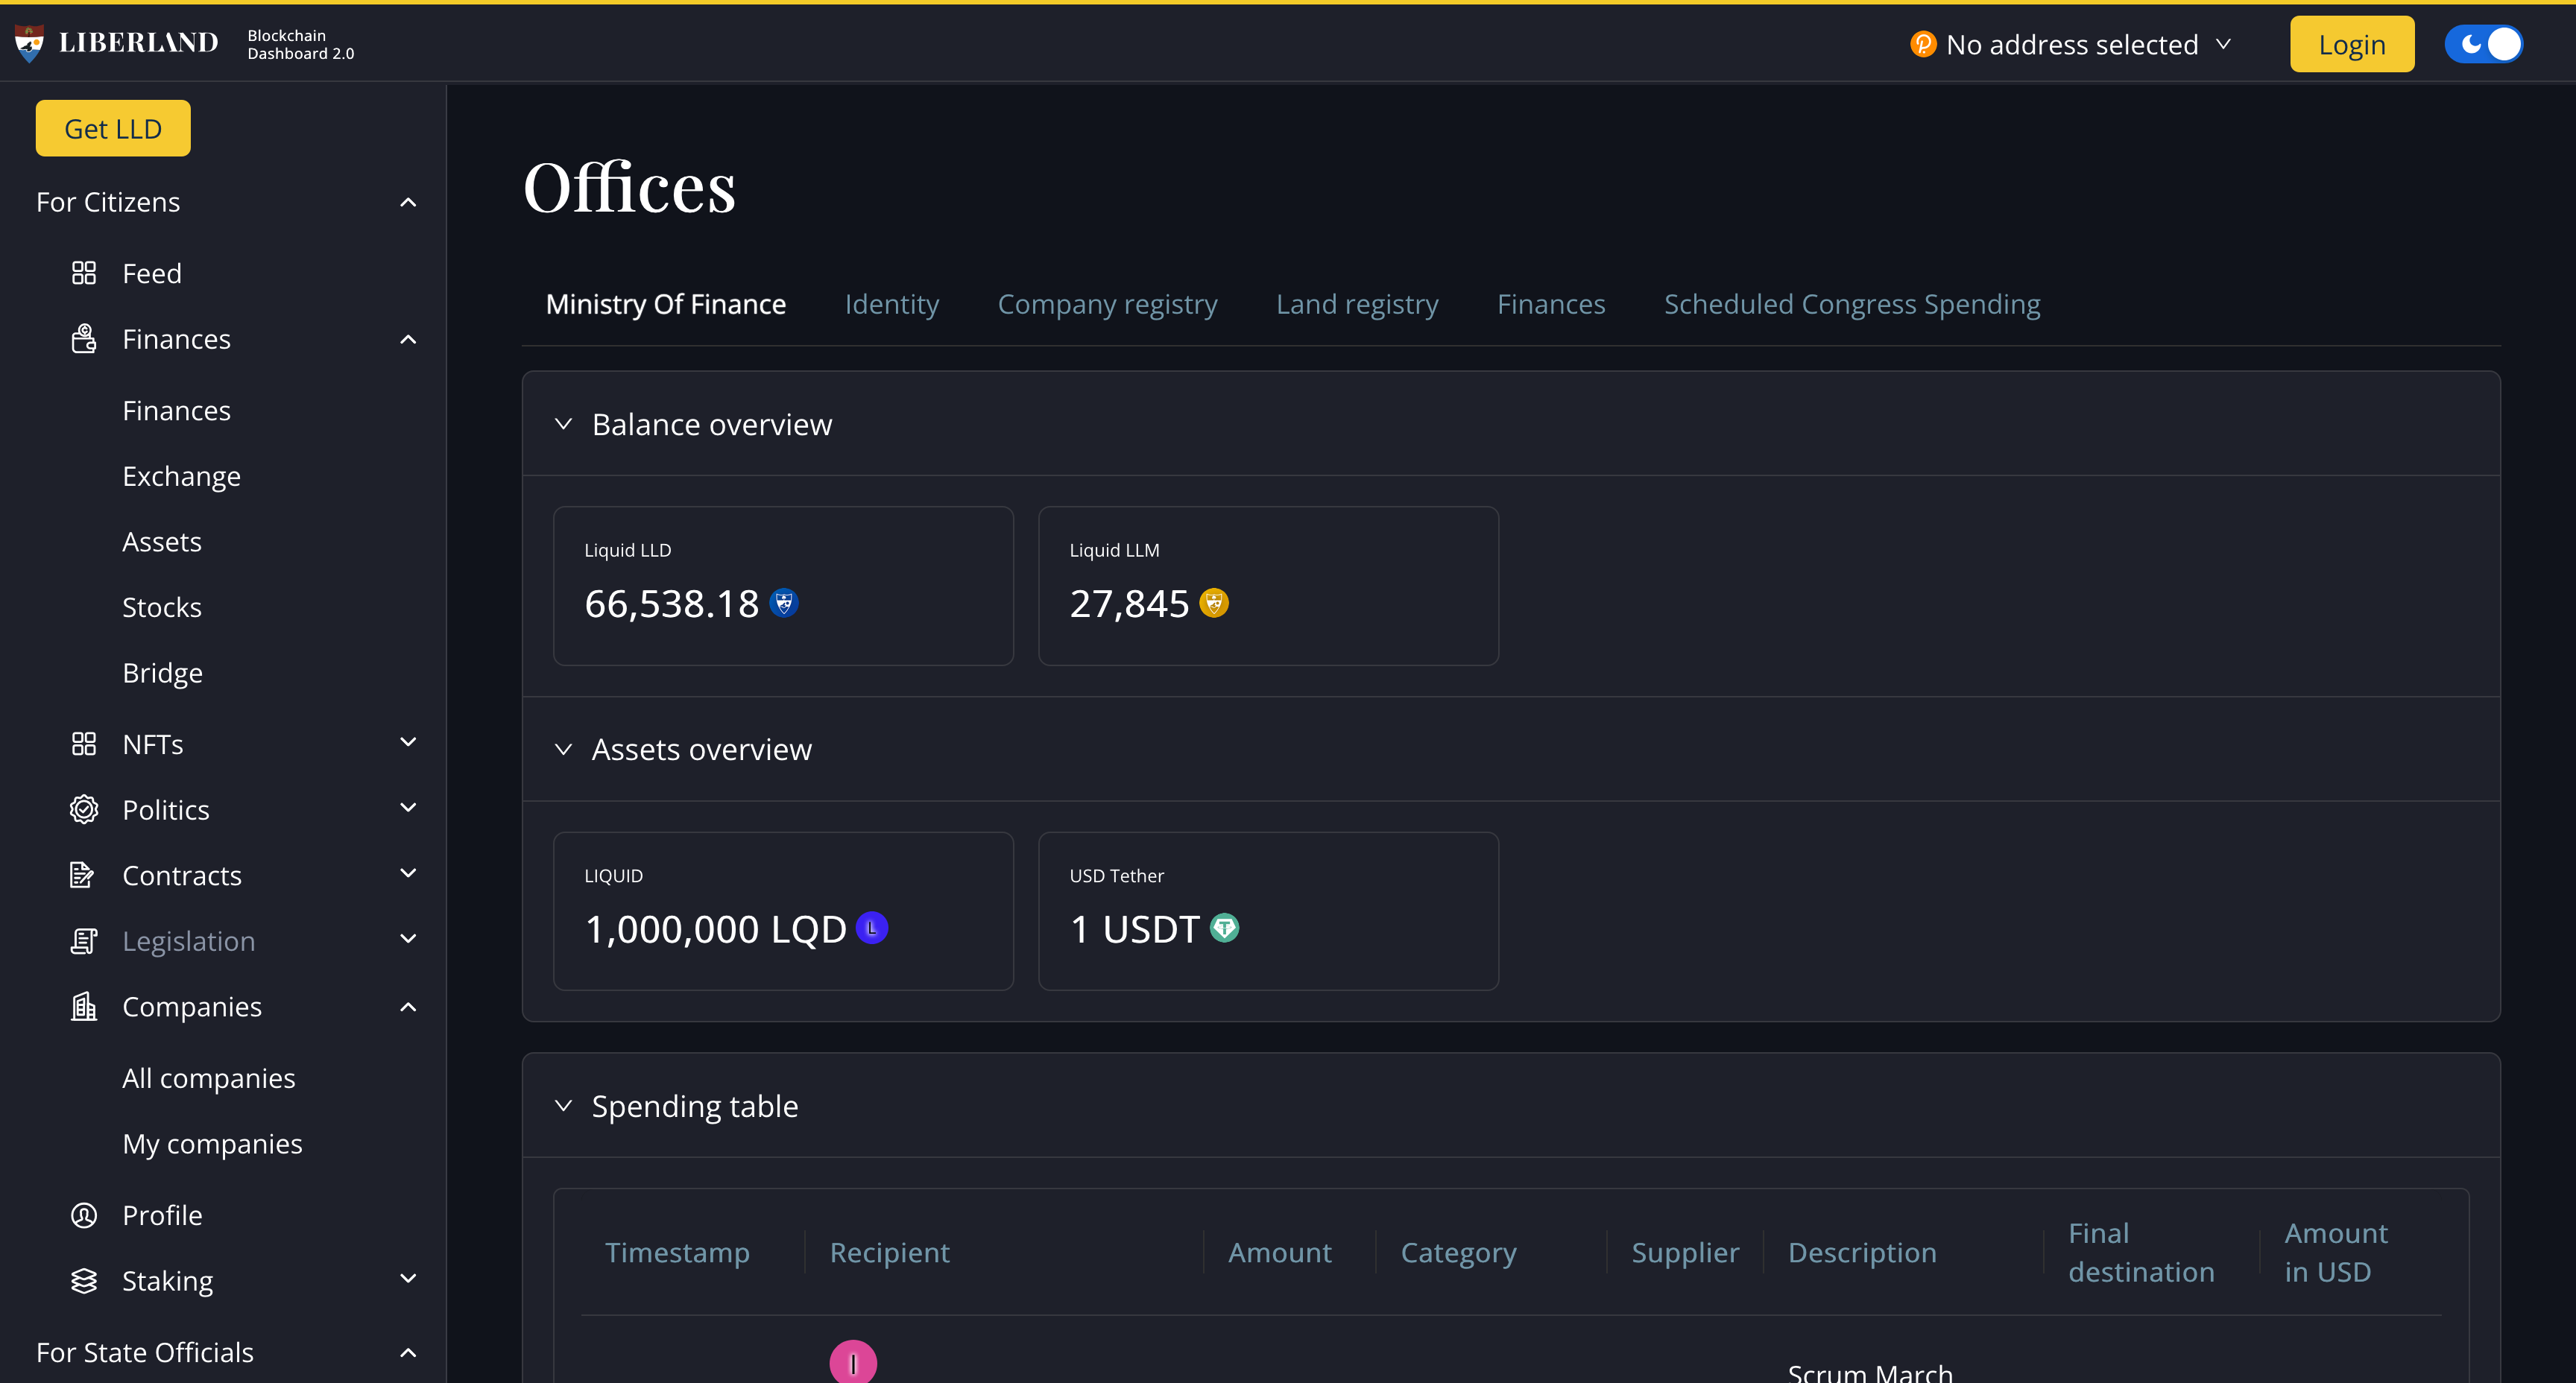 LIBERLAND
Blockchain
Dashboard 2.0
No address selected
Login
Get LLD
For Citizens
Feed
Finances
Finances
Exchange
Assets
Stocks
Bridge
NFTs
Politics
Contracts
Legislation
Companies
All companies
My companies
Profile
Staking
For State Officials
Offices
Ministry Of Finance
Identity
Company registry
Land registry
Finances
Scheduled Congress Spending
Balance overview
Liquid LLD
66,538.18
Liquid LLM
27,845
Assets overview
LIQUID
1,000,000 LQD
L
USD Tether
1 USDT
Spending table
Timestamp
Recipient
Amount
Category
Supplier
Description
Final
destination
Amount
in USD
I
Scrum March